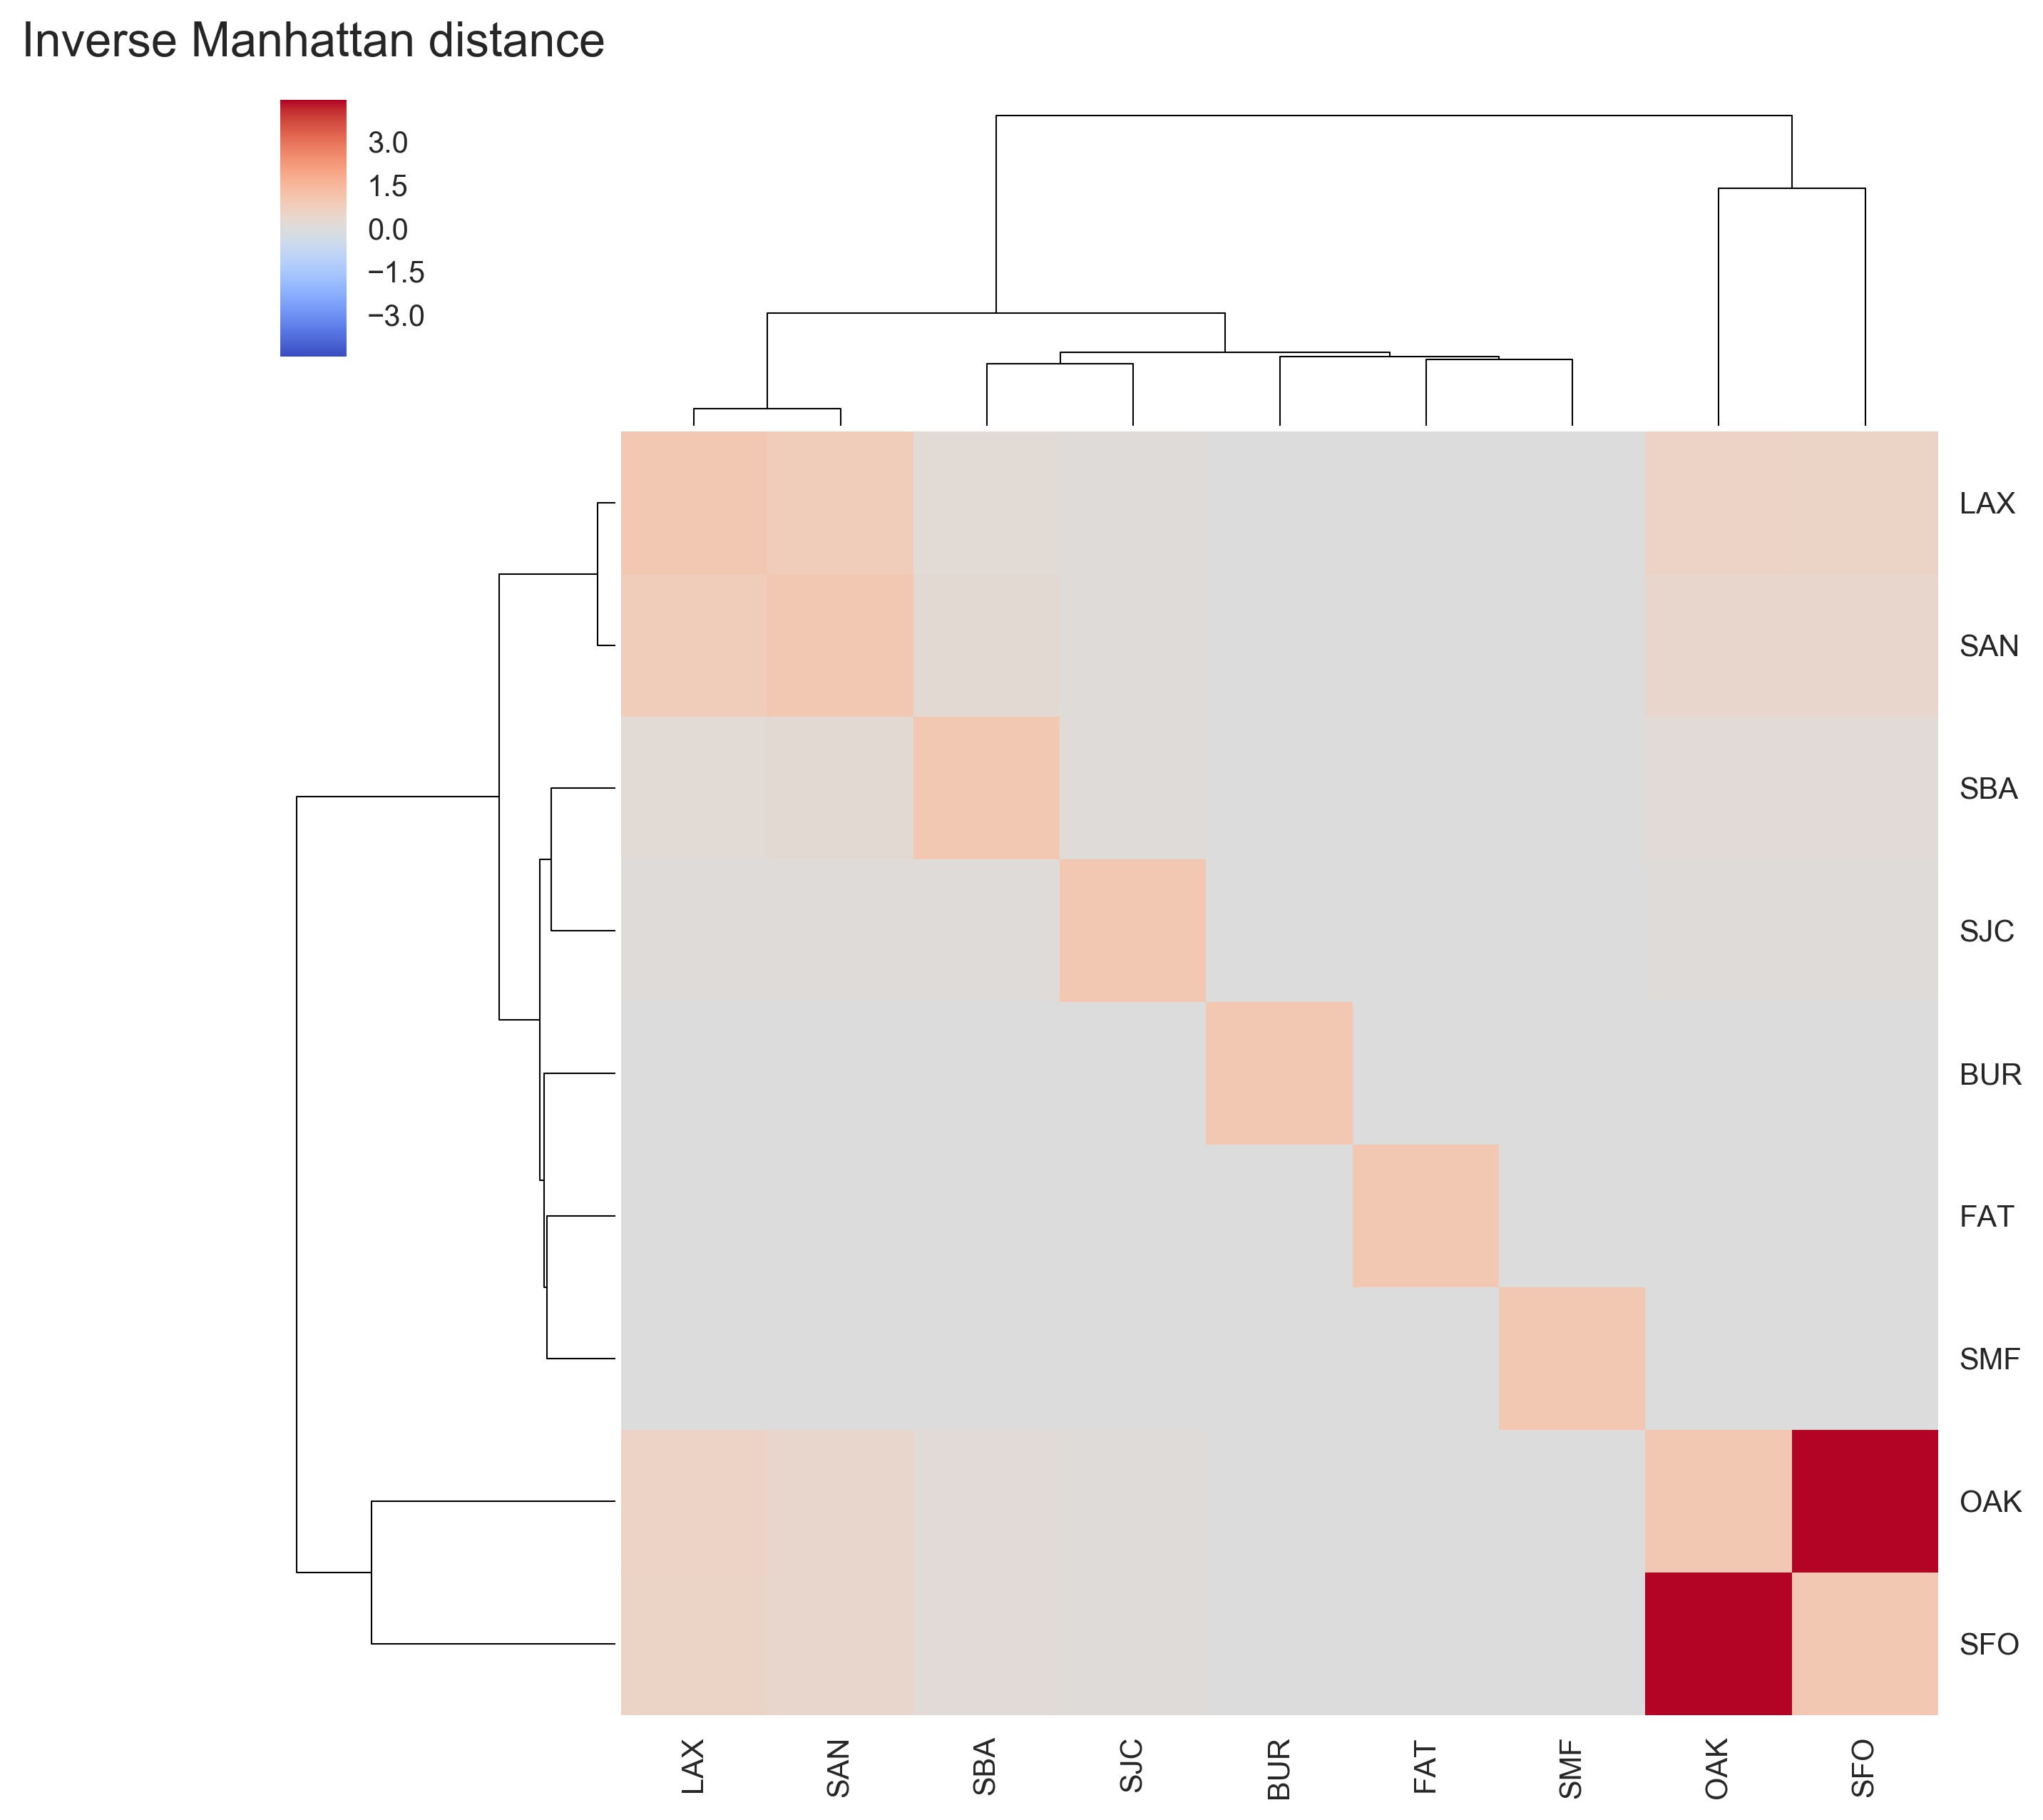 Inverse Manhattan distance
3.0
1.5
0.0
−1.5
−3.0
LAX
SAN
SBA
SJC
BUR
FAT
SMF
OAK
SFO
LAX
SAN
SBA
SJC
BUR
FAT
SMF
OAK
SFO